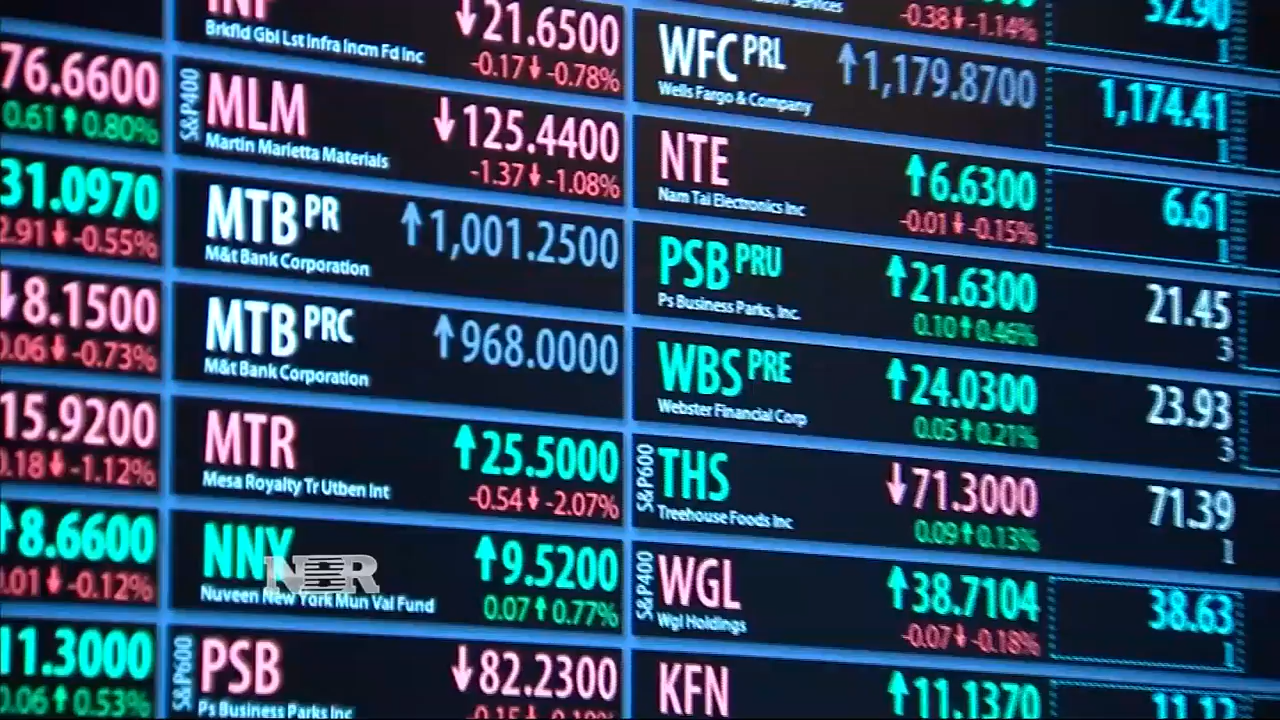 76.6600
0.61 ↑ 0.80%
31.0970
2.91 ↓ -0.55%
↓8.1500
0.06 ↓ -0.73%
15.9200
0.18 ↓ -1.12%
↑8.6600
.01 ↓ -0.12%
11.3000
0.06 ↑ 0.53%
INF ↓21.6500
Brkfld Gbl Lst Infra Incm Fd Inc -0.17 ↓ -0.78%
S&P400 MLM ↓125.4400
Martin Marietta Materials -1.37 ↓ -1.08%
MTB PR ↑1,001.2500
M&t Bank Corporation
MTB PRC ↑968.0000
M&t Bank Corporation
MTR ↑25.5000
Mesa Royalty Tr Utben Int -0.54 ↓ -2.07%
NNY ↑9.5200
NBR
Nuveen New York Mun Val Fund 0.07 ↑ 0.77%
S&P600 PSB ↓82.2300
Ps Business Parks Inc
Services -0.38 ↓ -1.14% 32.90
1
WFC PRL ↑1,179.8700 1,174.41
Wells Fargo & Company 1
NTE ↑6.6300 6.61
Nam Tai Electronics Inc -0.01 ↓ -0.15% 1
PSB PRU ↑21.6300 21.45
Ps Business Parks, Inc. 0.10 ↑ 0.46% 3
WBS PRE ↑24.0300 23.93
Webster Financial Corp 0.05 ↑ 0.21% 3
S&P600 THS ↓71.3000 71.39
Treehouse Foods Inc 0.09 ↑ 0.13% 1
S&P400 WGL ↑38.7104 38.63
Wgl Holdings -0.07 ↓ -0.18% 1
KFN ↑11.1370